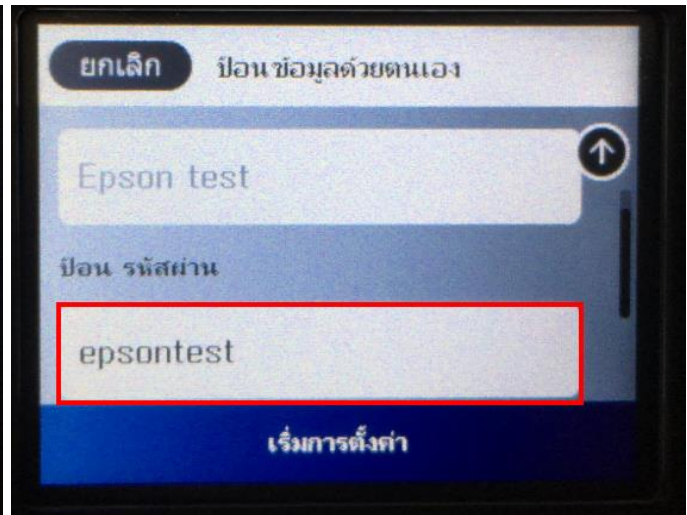 ยกเลิก ป้อนข้อมูลด้วยตนเอง
Epson test
ป้อน รหัสผ่าน
epsontest
เริ่มการตั้งค่า